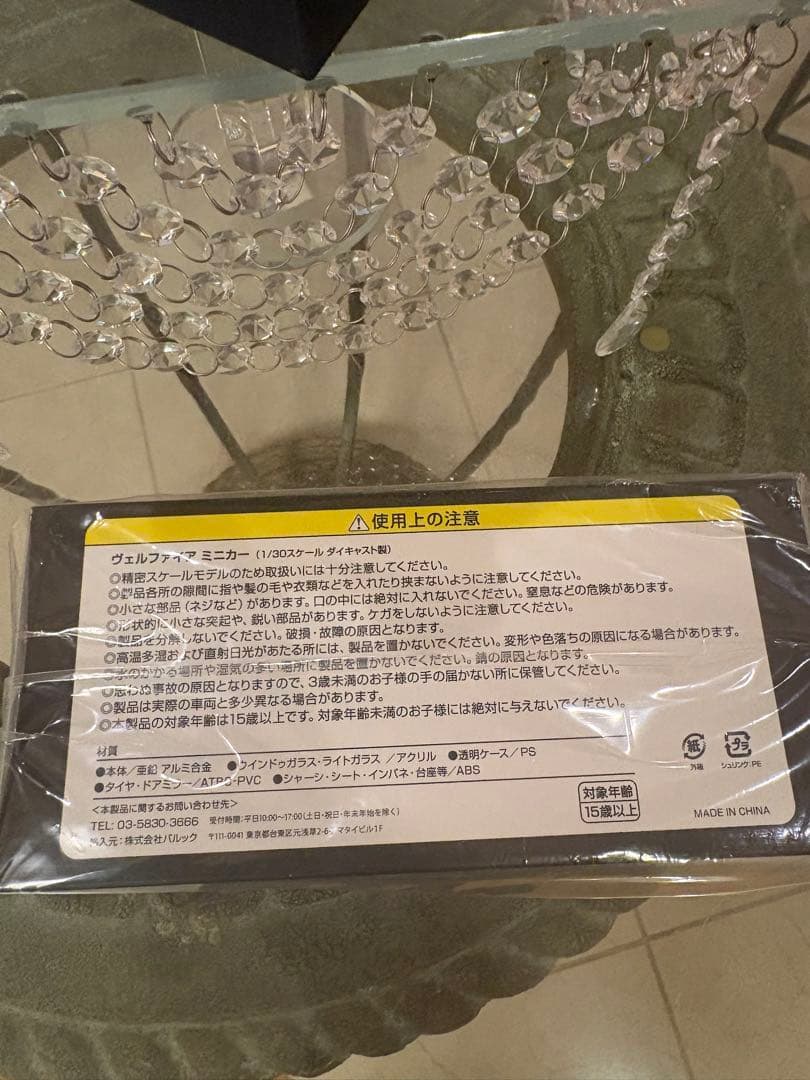 使用上の注意
ヴェルファイア ミニカー（1/30スケール ダイキャスト製）
◎精密スケールモデルのため取扱いには十分注意してください。
◎製品各所の隙間に指や髪の毛や衣類などを入れたり挟まないように注意してください。
◎小さな部品（ネジなど）があります。口の中には絶対に入れないでください。窒息などの危険があります。
◎形状的に小さな突起や、鋭い部品があります。ケガをしないように注意してください。
◎製品を分解しないでください。破損・故障の原因となります。
◎高温多湿および直射日光があたる所には、製品を置かないでください。変形や色落ちの原因になる場合があります。
◎水のかかる場所や湿気の多い場所に製品を置かないでください。錆の原因となります。
◎思わぬ事故の原因となりますので、3歳未満のお子様の手の届かない所に保管してください。
◎製品は実際の車両と多少異なる場合があります。
◎本製品の対象年齢は15歳以上です。対象年齢未満のお子様には絶対に与えないでください。
材質
●本体/亜鉛 アルミ合金 ●ウインドゥガラス・ライトガラス /アクリル ●透明ケース/PS
●タイヤ・ドアミラー/ATBC-PVC ●シャーシ・シート・インパネ・台座等/ABS
<本製品に関するお問い合わせ先>
TEL: 03-5830-3666 受付時間:平日10:00〜17:00(土日・祝日・年末年始を除く)
輸入元：株式会社バルック 〒111-0041 東京都台東区元浅草2-6- マタイビル1F
対象年齢
15歳以上
紙
外箱
プラ
シュリンク:PE
MADE IN CHINA